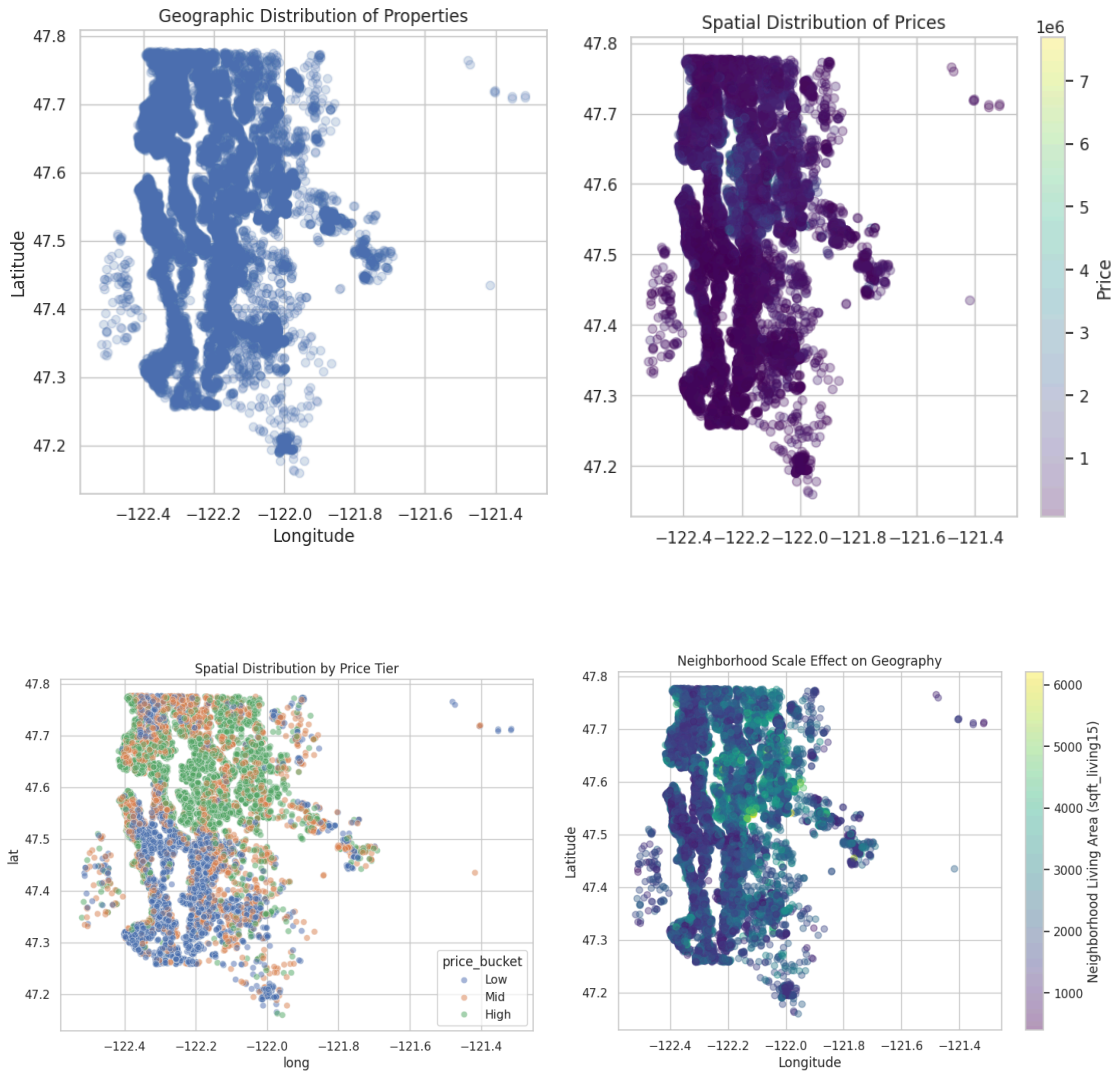 Geographic Distribution of Properties
47.8
47.7
47.6
47.5
47.4
47.3
47.2
Latitude
−122.4 −122.2 −122.0 −121.8 −121.6 −121.4
Longitude
Spatial Distribution of Prices
47.8
47.7
47.6
47.5
47.4
47.3
47.2
−122.4 −122.2 −122.0 −121.8 −121.6 −121.4
1e6
7
6
5
4
3
2
1
Price
Spatial Distribution by Price Tier
47.8
47.7
47.6
47.5
47.4
47.3
47.2
lat
price_bucket
Low
Mid
High
−122.4 −122.2 −122.0 −121.8 −121.6 −121.4
long
Neighborhood Scale Effect on Geography
47.8
47.7
47.6
47.5
47.4
47.3
47.2
Latitude
−122.4 −122.2 −122.0 −121.8 −121.6 −121.4
Longitude
6000
5000
4000
3000
2000
1000
Neighborhood Living Area (sqft_living15)